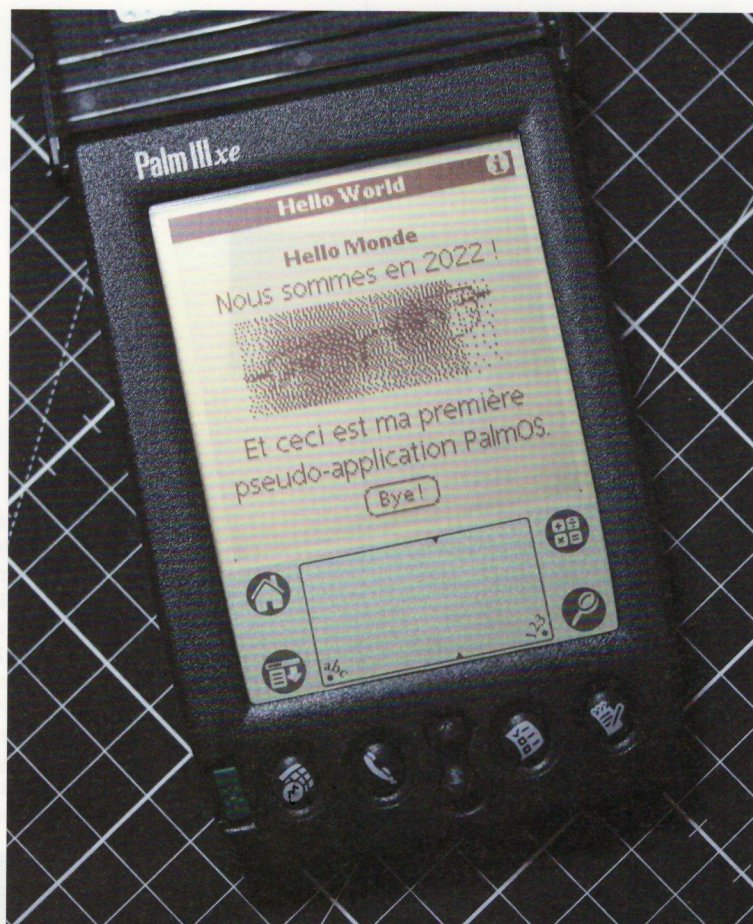 Palm IIIxe
Hello World
Hello Monde
Nous sommes en 2022 !
Et ceci est ma première
pseudo-application PalmOS.
Bye!
abc
123